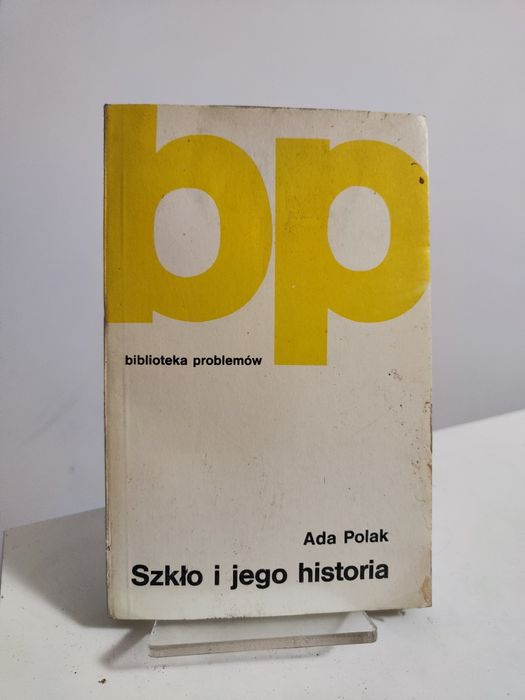 bp
biblioteka problemów
Ada Polak
Szkło i jego historia